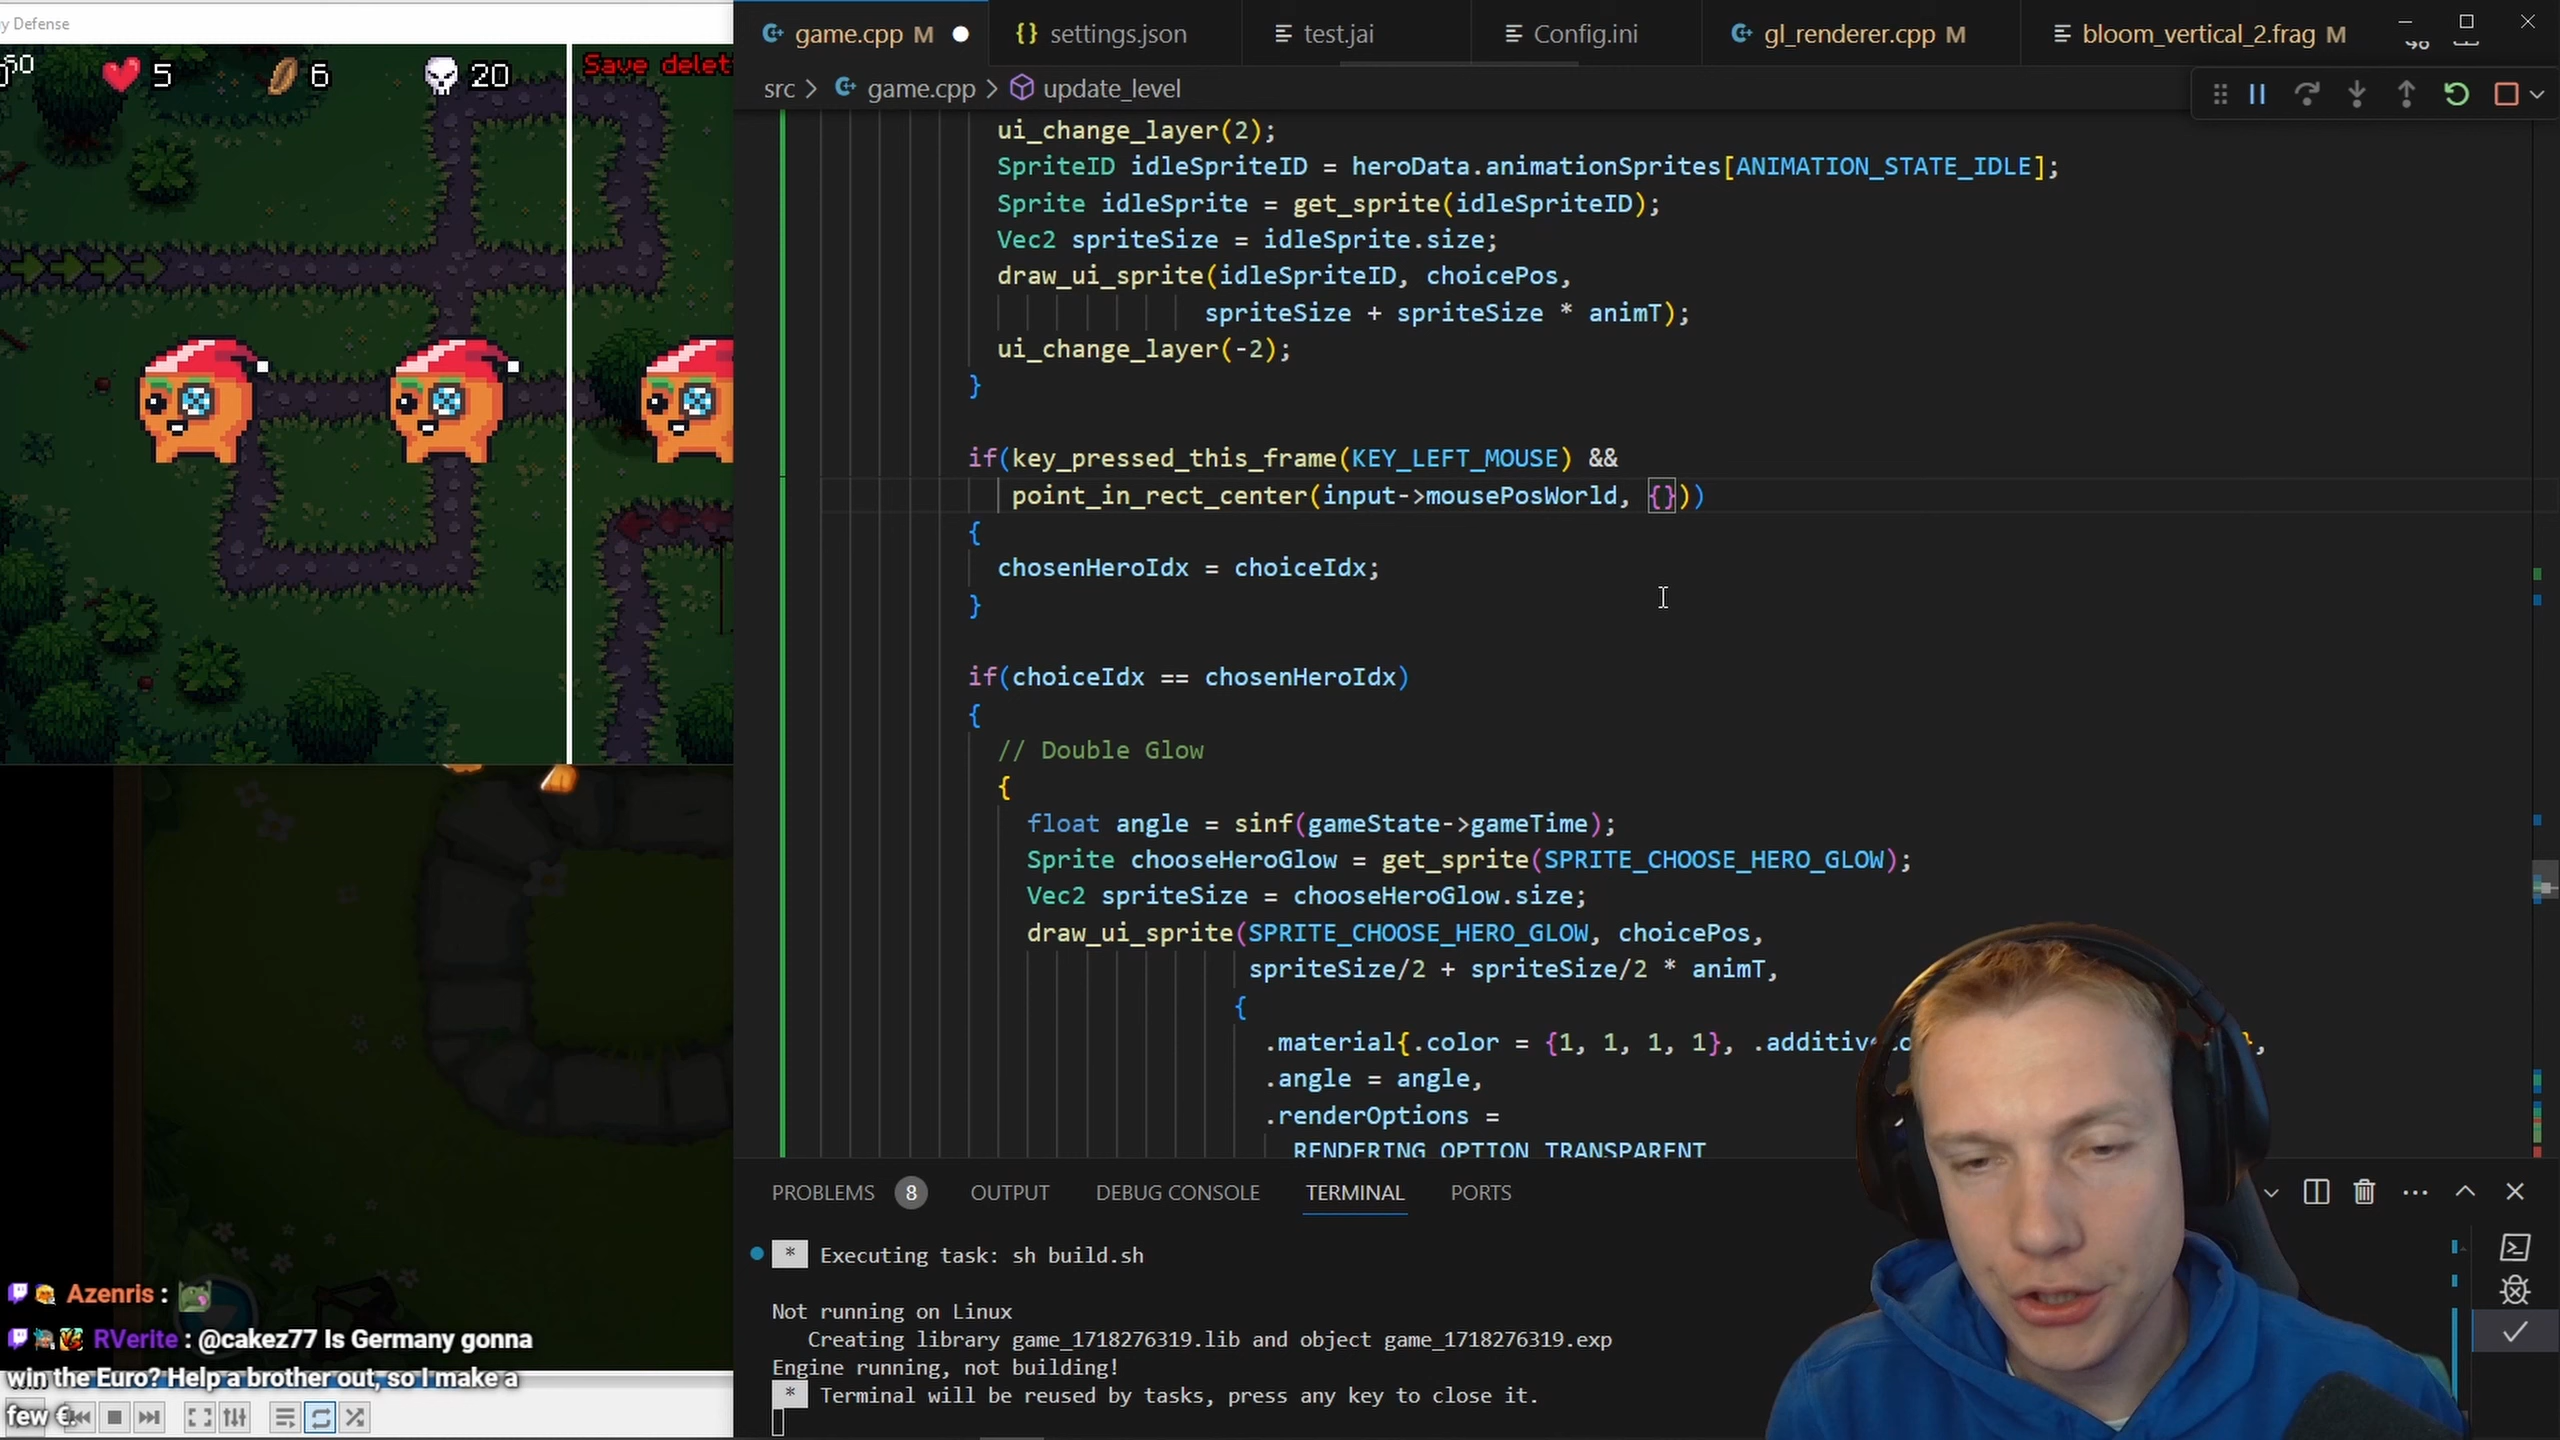 y Defense
50
5
6
20
Save delet
game.cpp M
settings.json
test.jai
Config.ini
gl_renderer.cpp M
bloom_vertical_2.frag M
src > game.cpp > update_level
ui_change_layer(2);
SpriteID idleSpriteID = heroData.animationSprites[ANIMATION_STATE_IDLE];
Sprite idleSprite = get_sprite(idleSpriteID);
Vec2 spriteSize = idleSprite.size;
draw_ui_sprite(idleSpriteID, choicePos,
spriteSize + spriteSize * animT);
ui_change_layer(-2);
}
if(key_pressed_this_frame(KEY_LEFT_MOUSE) &&
point_in_rect_center(input->mousePosWorld, {}))
{
chosenHeroIdx = choiceIdx;
}
if(choiceIdx == chosenHeroIdx)
{
// Double Glow
{
float angle = sinf(gameState->gameTime);
Sprite chooseHeroGlow = get_sprite(SPRITE_CHOOSE_HERO_GLOW);
Vec2 spriteSize = chooseHeroGlow.size;
draw_ui_sprite(SPRITE_CHOOSE_HERO_GLOW, choicePos,
spriteSize/2 + spriteSize/2 * animT,
{
.material{.color = {1, 1, 1, 1}, .additive
.angle = angle,
.renderOptions =
RENDERING_OPTION_TRANSPARENT
PROBLEMS 8 OUTPUT DEBUG CONSOLE TERMINAL PORTS
* Executing task: sh build.sh
Not running on Linux
Creating library game_1718276319.lib and object game_1718276319.exp
Engine running, not building!
* Terminal will be reused by tasks, press any key to close it.
Azenris :
RVerite : @cakez77 Is Germany gonna
win the Euro? Help a brother out, so I make a
few €.